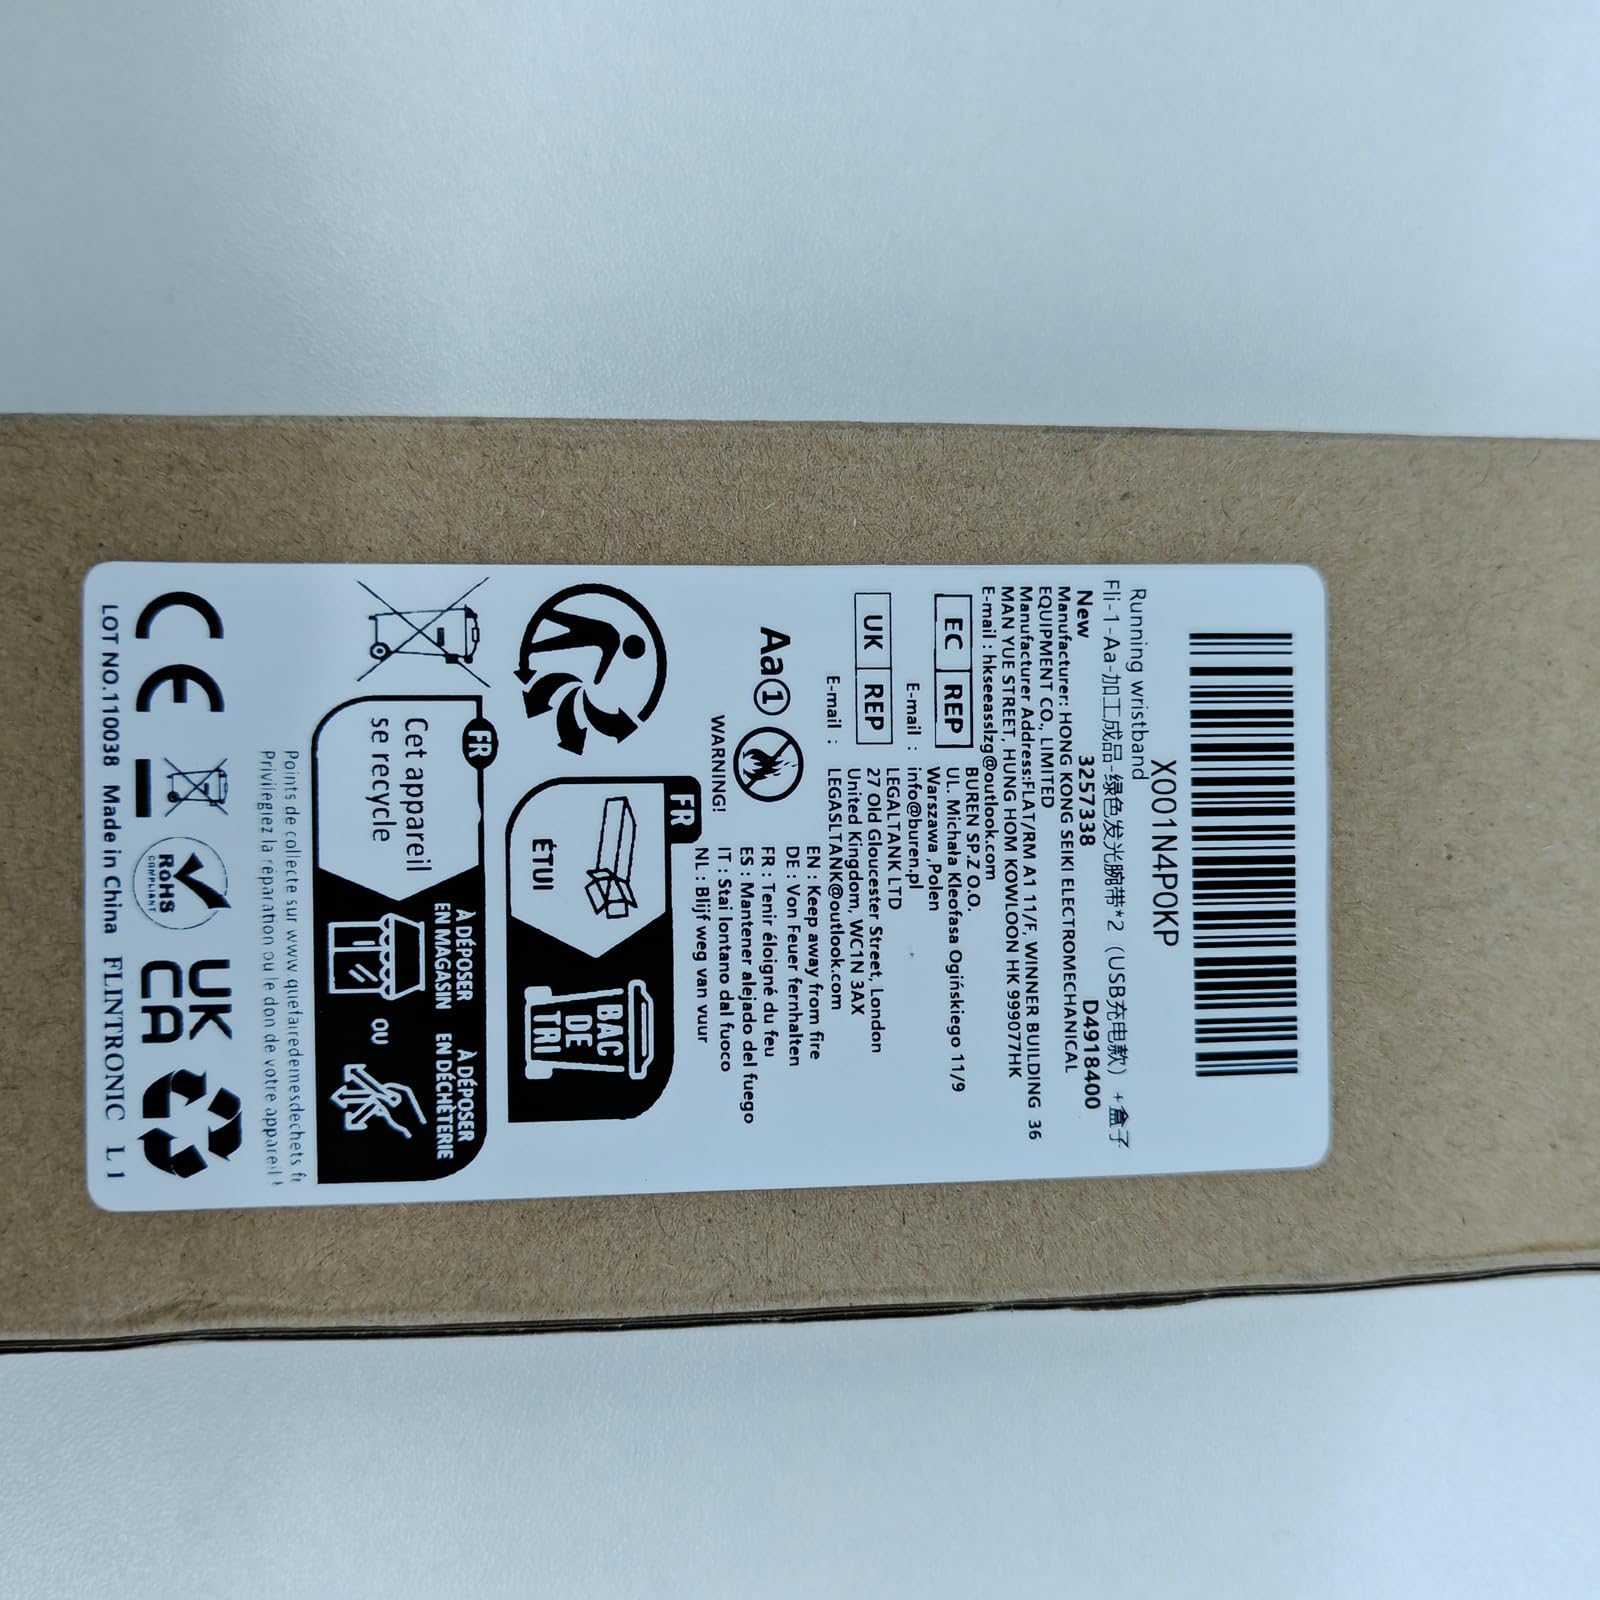 X001N4P0KP
Running wristband
Fli-1-Aa-加工成品-绿色发光腕带*2（USB充电款）+盒子
New 3257338 D4918400
Manufacturer: HONG KONG SEIKI ELECTROMECHANICAL
EQUIPMENT CO., LIMITED
Manufacturer Address:FLAT/RM A1 11/F, WINNER BUILDING 36
MAN YUE STREET, HUNG HOM KOWLOON HK 999077HK
E-mail : hkseeasslzg@outlook.com
EC REP
BUREN SP.Z O.O.
UL. Michała Kleofasa Ogińskiego 11/9
Warszawa ,Polen
E-mail : info@buren.pl
UK REP
LEGALTANK LTD
27 Old Gloucester Street, London
United Kingdom, WC1N 3AX
E-mail : LEGASLTANK@outlook.com
Aa①
WARNING!
EN : Keep away from fire
DE : Von Feuer fernhalten
FR : Tenir éloigné du feu
ES : Mantener alejado del fuego
IT : Stai lontano dal fuoco
NL : Blijf weg van vuur
FR
ÉTUI
BAC
DE
TRI
FR
Cet appareil
se recycle
À DÉPOSER
EN MAGASIN
OU
À DÉPOSER
EN DÉCHÈTERIE
Points de collecte sur www.quefairedemesdechets.fr
Privilégiez la réparation ou le don de votre appareil !
CE
RoHS
COMPLIANT
UK
CA
LOT NO.110038 Made in China FLINTRONIC L1